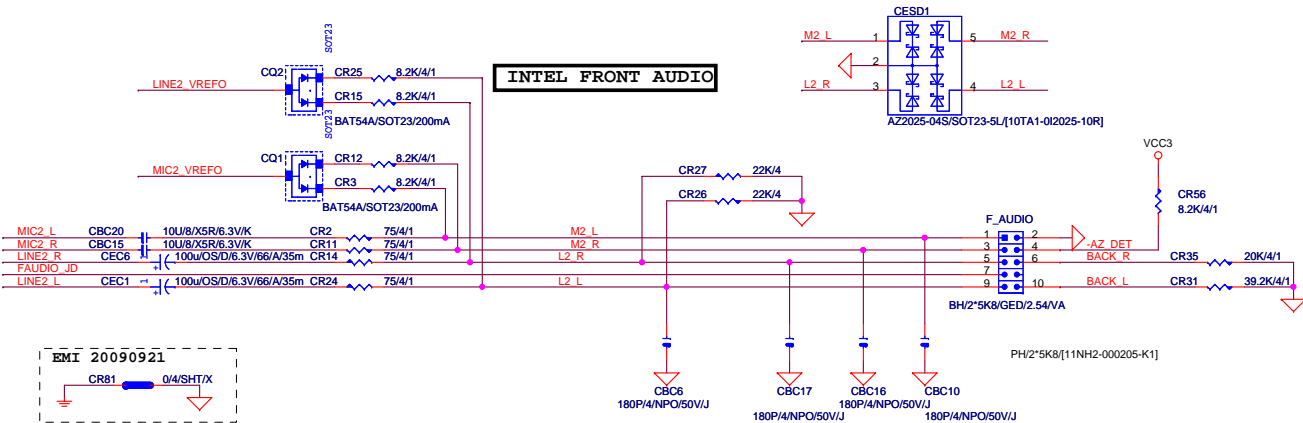 CESD1
M2_L 1 5 M2_R
2
L2_R 3 4 L2_L
AZ2025-04S/SOT23-5L/[10TA1-0I2025-10R]
INTEL FRONT AUDIO
SOT23
CQ2 CR25 8.2K/4/1
LINE2_VREFO
CR15 8.2K/4/1
BAT54A/SOT23/200mA
SOT23
CQ1 CR12 8.2K/4/1
MIC2_VREFO
CR3 8.2K/4/1
BAT54A/SOT23/200mA
CR27 22K/4
CR26 22K/4
VCC3
CR56
8.2K/4/1
F_AUDIO
MIC2_L CBC20 10U/8/X5R/6.3V/K CR2 75/4/1 M2_L 1 2
MIC2_R CBC15 10U/8/X5R/6.3V/K CR11 75/4/1 M2_R 3 4 -AZ_DET
LINE2_R CEC6 + 100u/OS/D/6.3V/66/A/35m CR14 75/4/1 L2_R 5 6 BACK_R CR35 20K/4/1
FAUDIO_JD 7
LINE2_L CEC1 1 + 100u/OS/D/6.3V/66/A/35m CR24 75/4/1 L2_L 9 10 BACK_L CR31 39.2K/4/1
BH/2*5K8/GED/2.54/VA
PH/2*5K8/[11NH2-000205-K1]
EMI 20090921
CR81 0/4/SHT/X
CBC6
180P/4/NPO/50V/J
CBC17
180P/4/NPO/50V/J
CBC16
180P/4/NPO/50V/J
CBC10
180P/4/NPO/50V/J